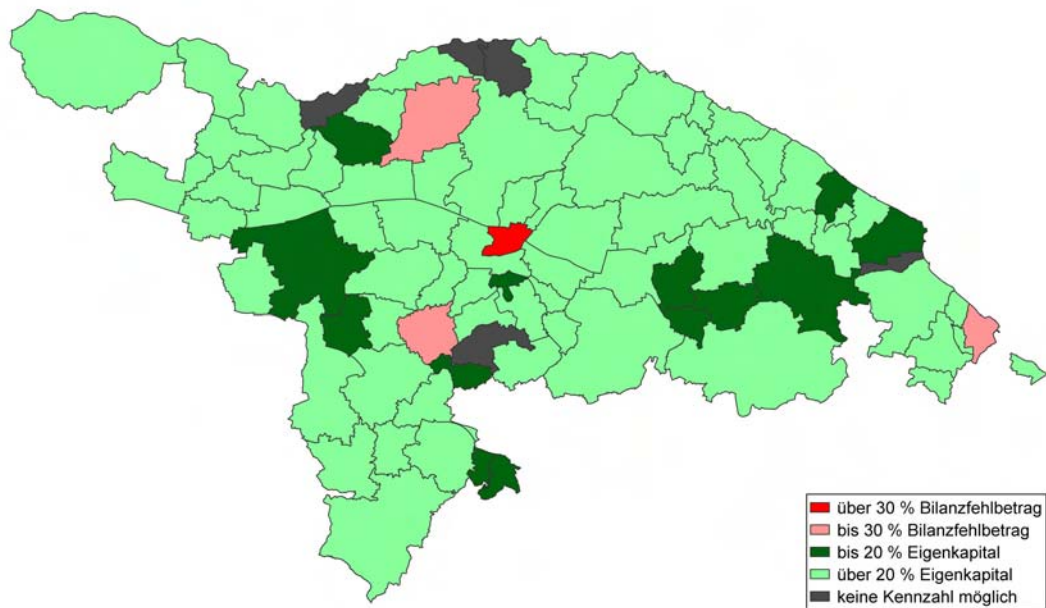 über 30 % Bilanzfehlbetrag
bis 30 % Bilanzfehlbetrag
bis 20 % Eigenkapital
über 20 % Eigenkapital
keine Kennzahl möglich